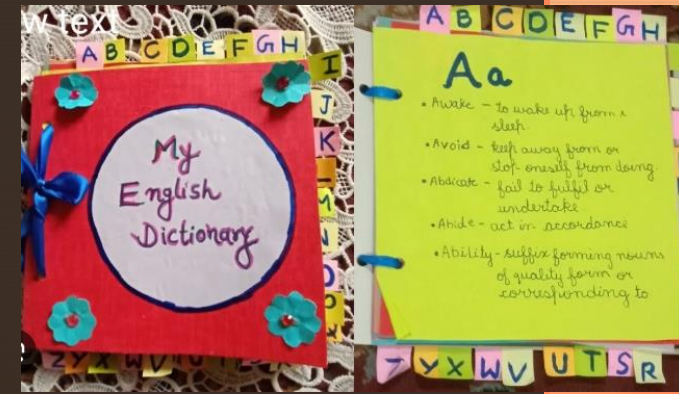 w text
A B C D E F G H
I
J
K
L
M
N
O
My
English
Dictionary
Z Y X W V U
A B C D E F G H
Aa
• Awake - to wake up from
sleep.
• Avoid - keep away from or
stop oneself from doing
• Abdicate - fail to fulfil or
undertake.
• Abide - act in accordance
• Ability - suffix forming nouns
of quality form or
corresponding to
Y X W V U T S R